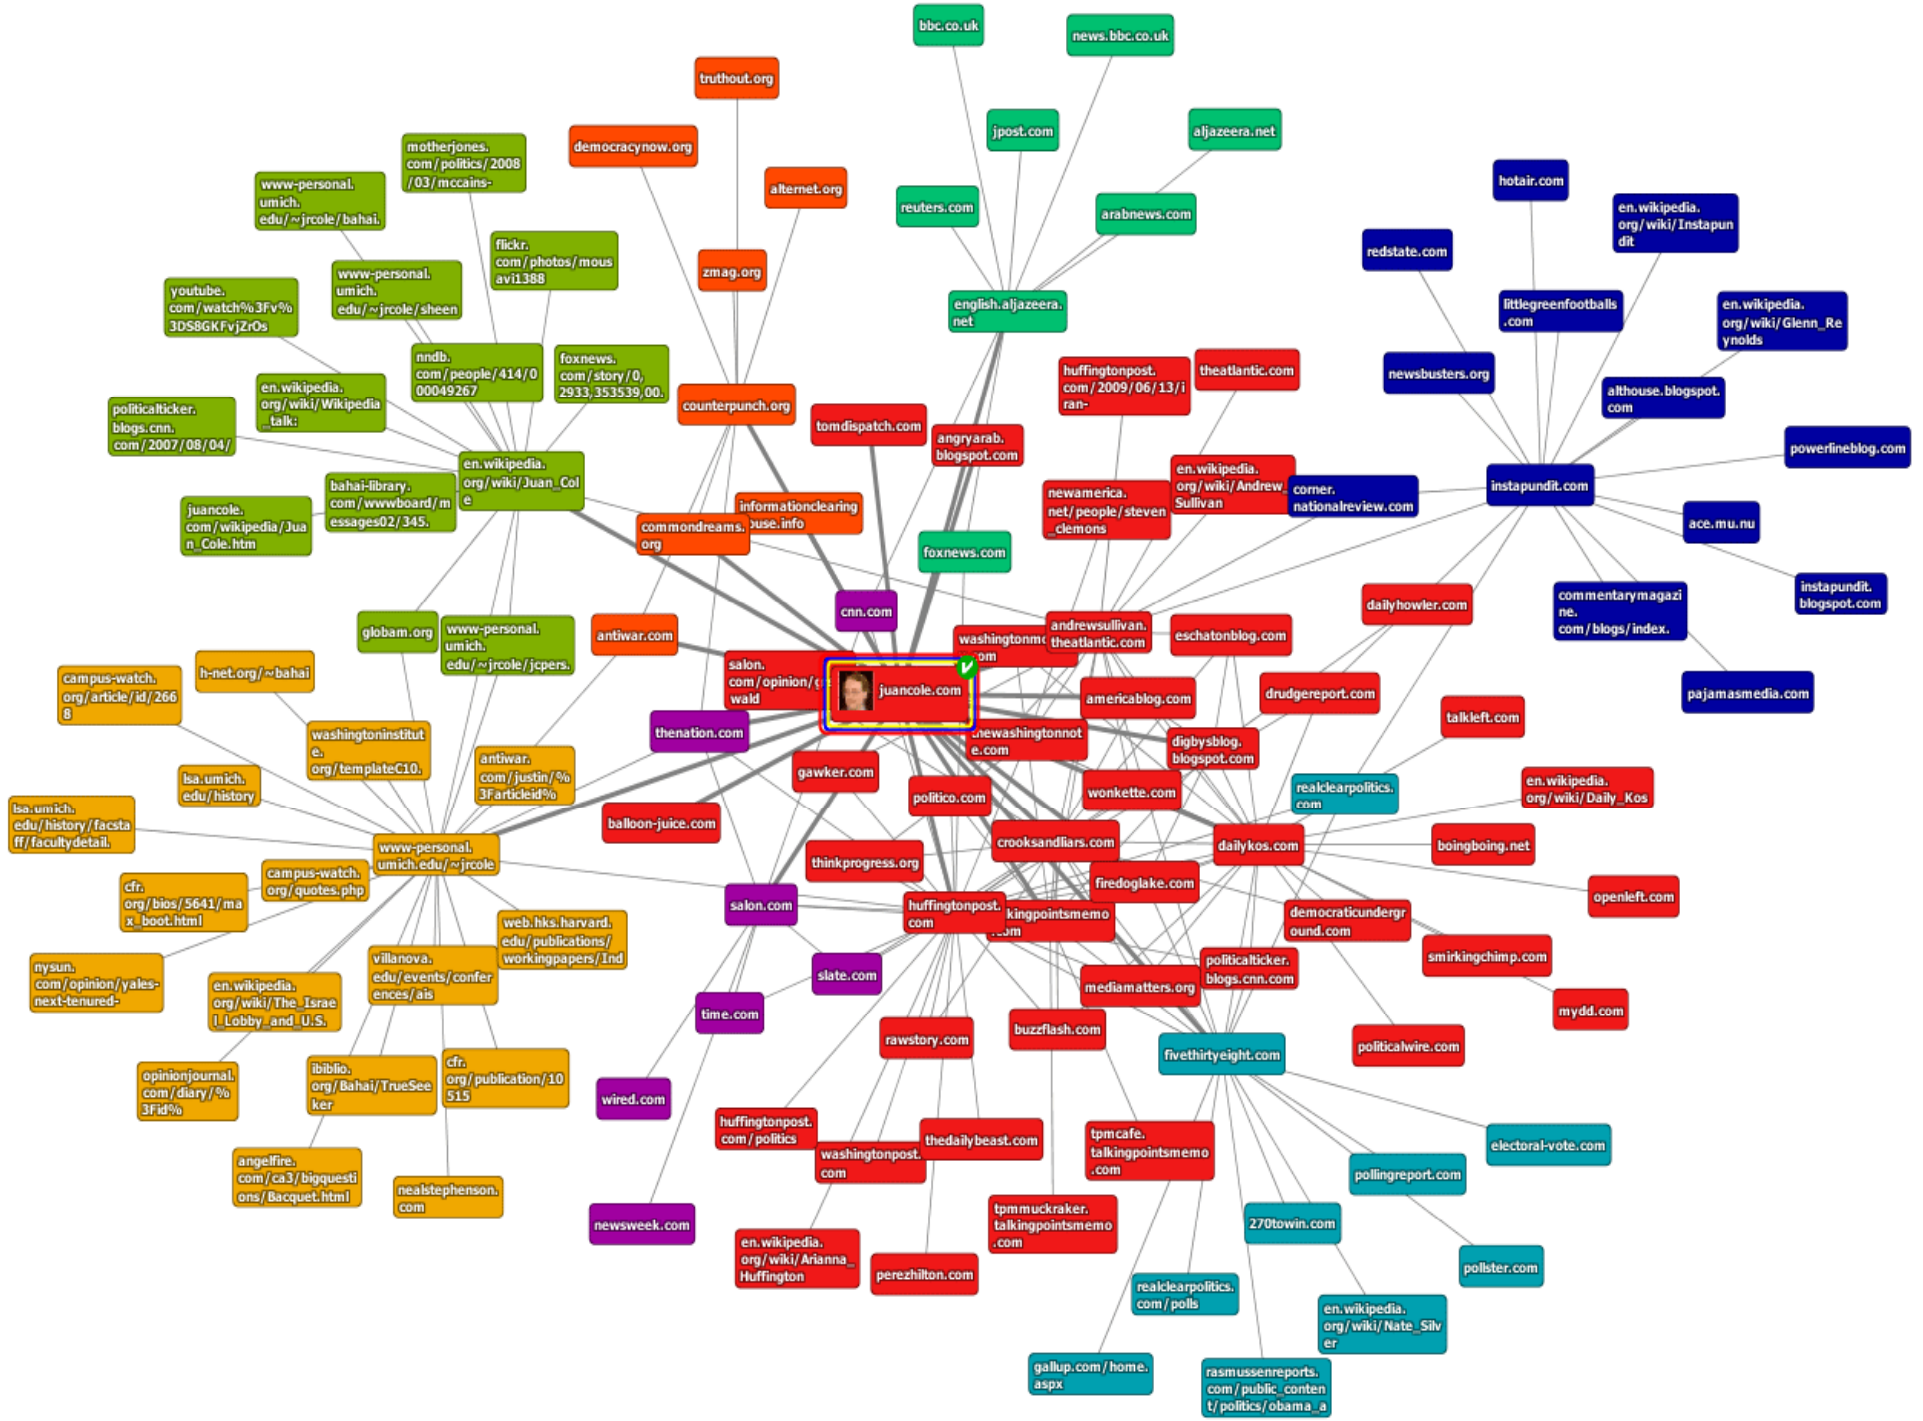 bbc.co.uk
news.bbc.co.uk
truthout.org
jpost.com
aljazeera.net
democracynow.org
motherjones.
com/politics/2008
/03/mccains-
hotair.com
www-personal.
umich.
edu/~jrcole/bahai.
alternet.org
reuters.com
arabnews.com
en.wikipedia.
org/wiki/Instapun
dit
redstate.com
flickr.
com/photos/mous
avi1388
zmag.org
www-personal.
umich.
edu/~jrcole/sheen
youtube.
com/watch%3Fv%
3DS8GKFvjZrOs
english.aljazeera.
net
littlegreenfootballs
.com
en.wikipedia.
org/wiki/Glenn_Re
ynolds
nndb.
com/people/414/0
00049267
foxnews.
com/story/0,
2933,353539,00.
huffingtonpost.
com/2009/06/13/i
ran-
theatlantic.com
newsbusters.org
althouse.blogspot.
com
en.wikipedia.
org/wiki/Wikipedia
_talk:
politicalticker.
blogs.cnn.
com/2007/08/04/
counterpunch.org
tomdispatch.com
angryarab.
blogspot.com
powerlineblog.com
en.wikipedia.
org/wiki/Juan_Col
e
en.wikipedia.
org/wiki/Andrew_
Sullivan
corner.
nationalreview.com
instapundit.com
bahai-library.
com/wwwboard/m
essages02/345.
newamerica.
net/people/steven
_clemons
juancole.
com/wikipedia/Jua
n_Cole.htm
informationclearing
ouse.info
commondreams.
org
ace.mu.nu
foxnews.com
instapundit.
blogspot.com
commentarymagazi
ne.
com/blogs/index.
dailyhowler.com
cnn.com
globam.org
www-personal.
umich.
edu/~jrcole/jcpers.
antiwar.com
washingtonmo
.com
andrewsullivan.
theatlantic.com
eschatonblog.com
h-net.org/~bahai
campus-watch.
org/article/id/266
8
salon.
com/opinion/g
wald
juancole.com
americablog.com
drudgereport.com
pajamasmedia.com
talkleft.com
thenation.com
thewashingtonnot
e.com
digbysblog.
blogspot.com
washingtoninstitut
e.
org/templateC10.
antiwar.
com/justin/%
3Farticleid%
gawker.com
lsa.umich.
edu/history
politico.com
wonkette.com
realclearpolitics.
com
en.wikipedia.
org/wiki/Daily_Kos
lsa.umich.
edu/history/facsta
ff/facultydetail.
balloon-juice.com
crooksandliars.com
dailykos.com
boingboing.net
www-personal.
umich.edu/~jrcole
thinkprogress.org
campus-watch.
org/quotes.php
firedoglake.com
openleft.com
cfr.
org/bios/5641/ma
x_boot.html
salon.com
huffingtonpost.
com
kingpointsmemo
.com
democraticundergr
ound.com
web.hks.harvard.
edu/publications/
workingpapers/Ind
smirkingchimp.com
villanova.
edu/events/confer
ences/ais
nysun.
com/opinion/yales-
next-tenured-
slate.com
mediamatters.org
politicalticker.
blogs.cnn.com
en.wikipedia.
org/wiki/The_Israe
l_Lobby_and_U.S.
time.com
mydd.com
rawstory.com
buzzflash.com
fivethirtyeight.com
politicalwire.com
opinionjournal.
com/diary/%
3Fid%
ibiblio.
org/Bahai/TrueSee
ker
cfr.
org/publication/10
515
wired.com
huffingtonpost.
com/politics
thedailybeast.com
washingtonpost.
com
tpmcafe.
talkingpointsmemo
.com
electoral-vote.com
pollingreport.com
angelfire.
com/ca3/bigquesti
ons/Bacquet.html
nealstephenson.
com
newsweek.com
tpmmuckraker.
talkingpointsmemo
.com
270towin.com
en.wikipedia.
org/wiki/Arianna_
Huffington
perezhilton.com
pollster.com
realclearpolitics.
com/polls
en.wikipedia.
org/wiki/Nate_Silv
er
gallup.com/home.
aspx
rasmussenreports.
com/public_conten
t/politics/obama_a